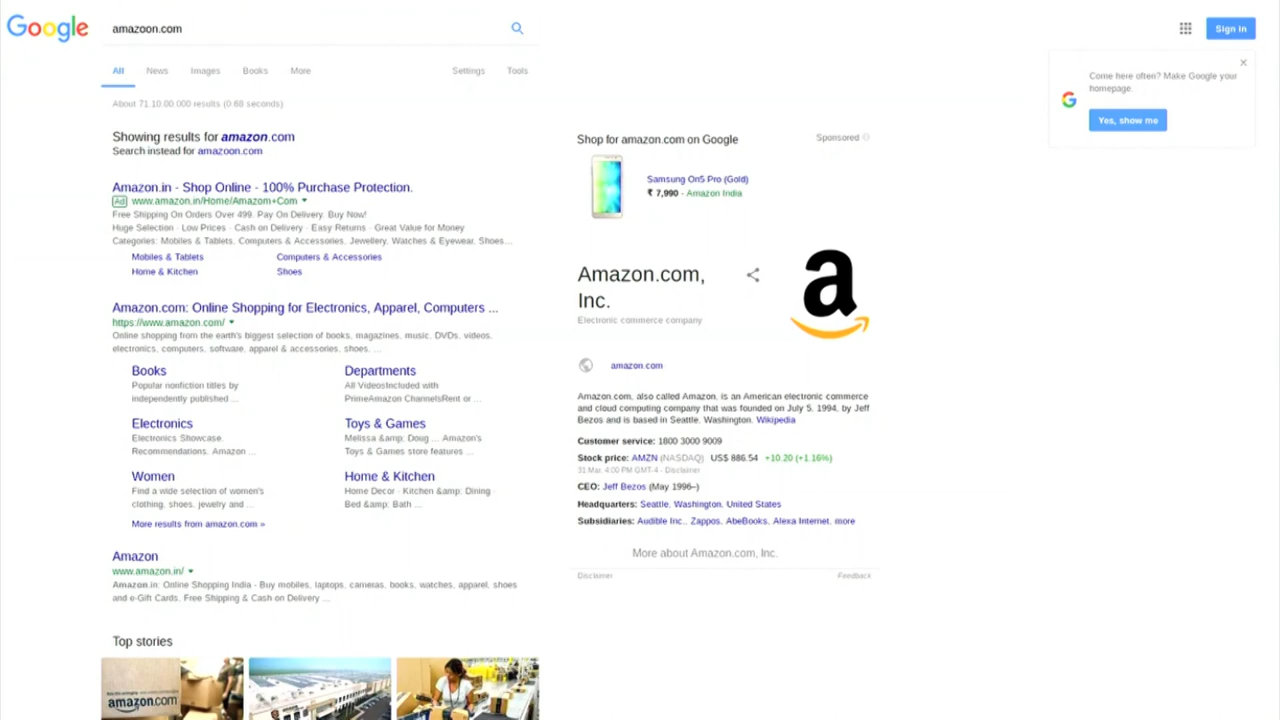 Google
amazoon.com
Sign in
All News Images Books More Settings Tools
Come here often? Make Google your
homepage.
Yes, show me
About 71,10,00,000 results (0.68 seconds)
Showing results for amazon.com
Search instead for amazoon.com
Amazon.in - Shop Online - 100% Purchase Protection.
Ad www.amazon.in/Home/Amazom+Com
Free Shipping On Orders Over 499. Pay On Delivery. Buy Now!
Huge Selection · Low Prices · Cash on Delivery · Easy Returns · Great Value for Money
Categories: Mobiles & Tablets, Computers & Accessories, Jewellery, Watches & Eyewear, Shoes...
Mobiles & Tablets Computers & Accessories
Home & Kitchen Shoes
Amazon.com: Online Shopping for Electronics, Apparel, Computers ...
https://www.amazon.com/
Online shopping from the earth's biggest selection of books, magazines, music, DVDs, videos,
electronics, computers, software, apparel & accessories, shoes, ...
Books
Popular nonfiction titles by
independently published ...
Departments
All VideosIncluded with
PrimeAmazon ChannelsRent or ...
Electronics
Electronics Showcase.
Recommendations. Amazon ...
Toys & Games
Melissa &amp; Doug ... Amazon's
Toys & Games store features ...
Women
Find a wide selection of women's
clothing, shoes, jewelry and ...
Home & Kitchen
Home Decor · Kitchen &amp; Dining ·
Bed &amp; Bath ...
More results from amazon.com »
Amazon
www.amazon.in/
Amazon.in: Online Shopping India - Buy mobiles, laptops, cameras, books, watches, apparel, shoes
and e-Gift Cards. Free Shipping & Cash on Delivery ...
Top stories
amazon.com
Shop for amazon.com on Google Sponsored
Samsung On5 Pro (Gold)
₹ 7,990 - Amazon India
Amazon.com,
Inc.
Electronic commerce company
a
amazon.com
Amazon.com, also called Amazon, is an American electronic commerce
and cloud computing company that was founded on July 5, 1994, by Jeff
Bezos and is based in Seattle, Washington. Wikipedia
Customer service: 1800 3000 9009
Stock price: AMZN (NASDAQ) US$ 886.54 +10.20 (+1.16%)
31 Mar, 4:00 PM GMT-4 - Disclaimer
CEO: Jeff Bezos (May 1996–)
Headquarters: Seattle, Washington, United States
Subsidiaries: Audible Inc., Zappos, AbeBooks, Alexa Internet, more
More about Amazon.com, Inc.
Disclaimer Feedback